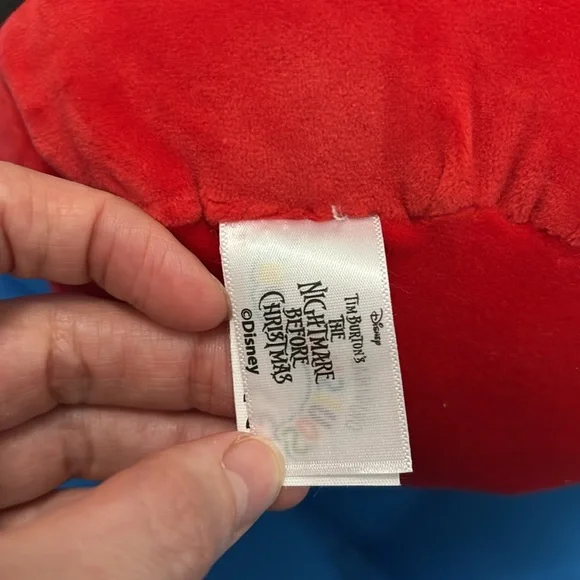 Disney
TIM BURTON'S
THE
NIGHTMARE
BEFORE
CHRISTMAS
©Disney